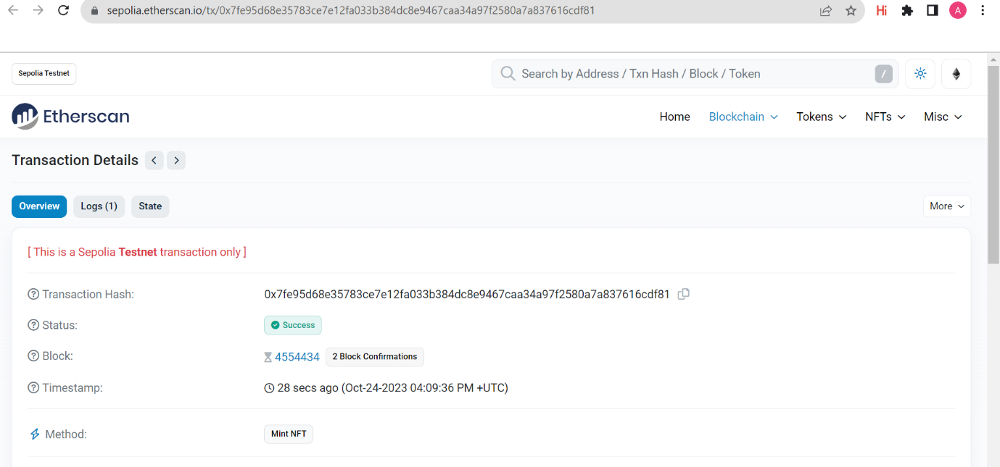 sepolia.etherscan.io/tx/0x7fe95d68e35783ce7e12fa033b384dc8e9467caa34a97f2580a7a837616cdf81
Hi
A
Sepolia Testnet
Search by Address / Txn Hash / Block / Token
/
Etherscan
Home Blockchain Tokens NFTs Misc
Transaction Details
Overview Logs (1) State More
[ This is a Sepolia Testnet transaction only ]
Transaction Hash: 0x7fe95d68e35783ce7e12fa033b384dc8e9467caa34a97f2580a7a837616cdf81
Status: Success
Block: 4554434 2 Block Confirmations
Timestamp: 28 secs ago (Oct-24-2023 04:09:36 PM +UTC)
Method: Mint NFT